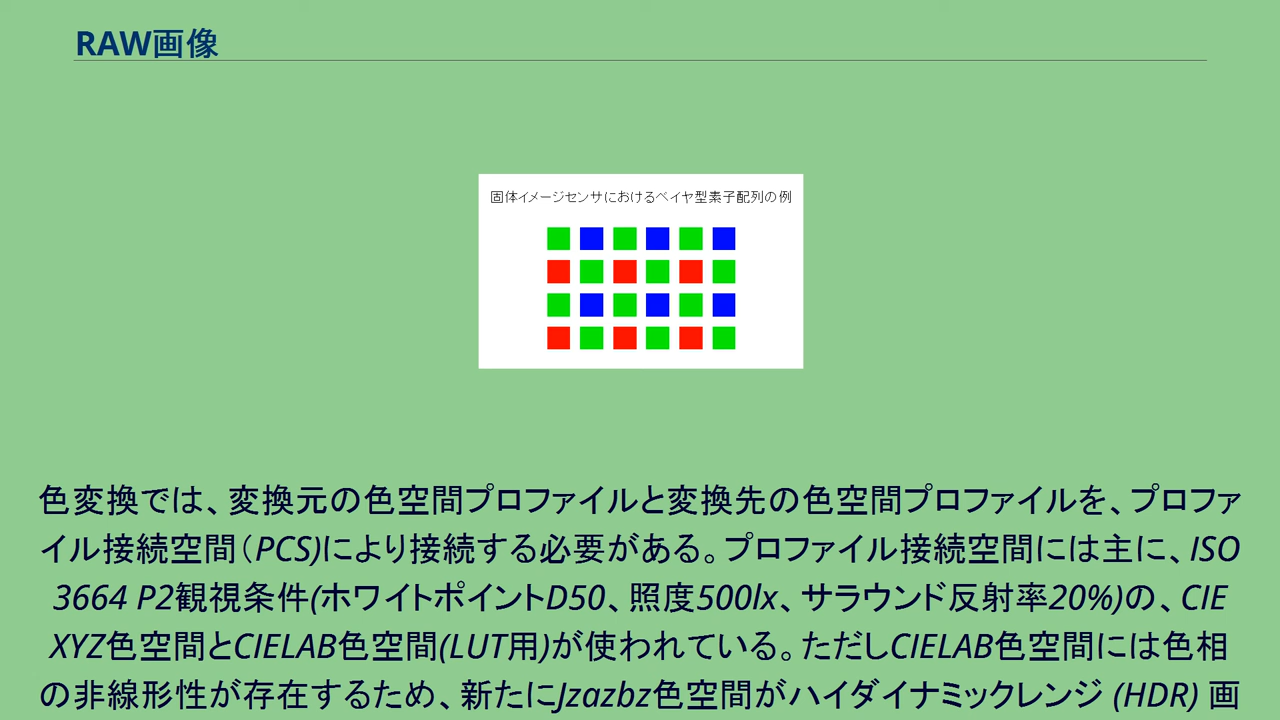 RAW画像
固体イメージセンサにおけるベイヤ型素子配列の例
色変換では、変換元の色空間プロファイルと変換先の色空間プロファイルを、プロファ
イル接続空間（PCS)により接続する必要がある。プロファイル接続空間には主に、ISO
3664 P2観視条件(ホワイトポイントD50、照度500lx、サラウンド反射率20%)の、CIE
XYZ色空間とCIELAB色空間(LUT用)が使われている。ただしCIELAB色空間には色相
の非線形性が存在するため、新たにJzazbz色空間がハイダイナミックレンジ (HDR) 画